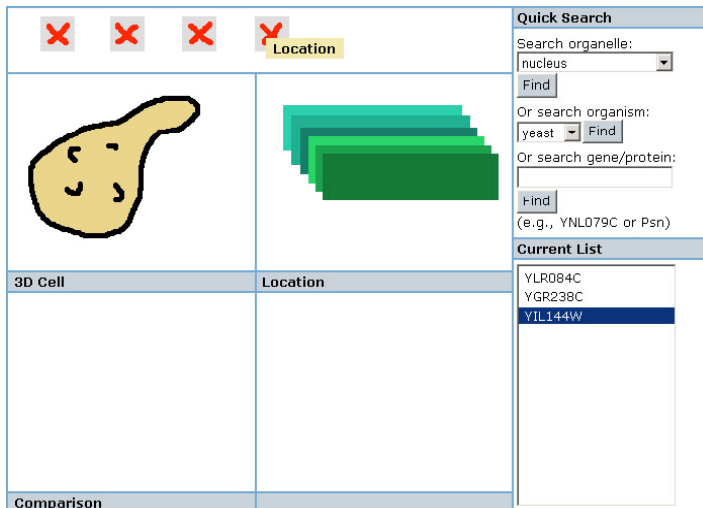 Location
3D Cell
Location
Comparison
Quick Search
Search organelle:
nucleus
Find
Or search organism:
yeast Find
Or search gene/protein:
Find
(e.g., YNL079C or Psn)
Current List
YLR084C
YGR238C
YIL144W